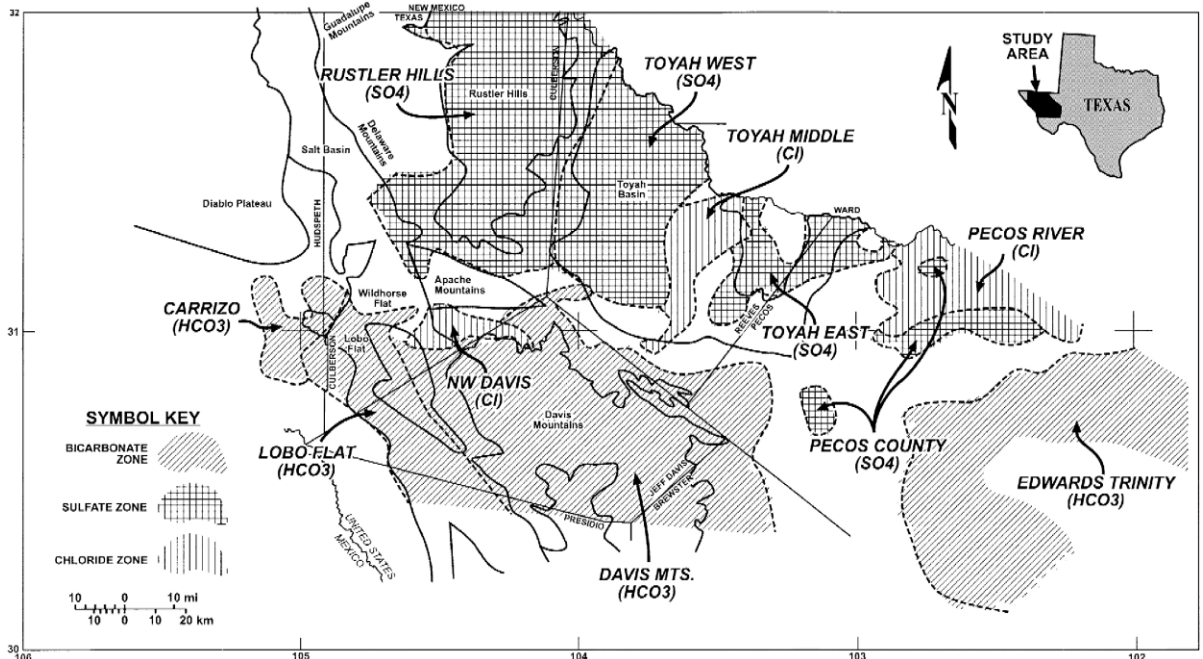 32
Guadalupe
Mountains
NEW MEXICO
TEXAS
CULBERSON
RUSTLER HILLS
(SO4)
Rustler Hills
TOYAH WEST
(SO4)
STUDY
AREA
N
TEXAS
TOYAH MIDDLE
(Cl)
Delaware
Mountains
Salt Basin
Diablo Plateau
HUDSPETH
Toyah
Basin
WARD
PECOS RIVER
(Cl)
Apache
Mountains
Wildhorse
Flat
CARRIZO
(HCO3)
REEVES
PECOS
TOYAH EAST
(SO4)
31
Lobo
Flat
CULBERSON
NW DAVIS
(Cl)
SYMBOL KEY
BICARBONATE
ZONE
SULFATE ZONE
CHLORIDE ZONE
10 0 10 mi
10 0 10 20 km
LOBO FLAT
(HCO3)
Davis
Mountains
PECOS COUNTY
(SO4)
EDWARDS TRINITY
(HCO3)
JEFF DAVIS
BREWSTER
PRESIDIO
UNITED STATES
MEXICO
DAVIS MTS.
(HCO3)
30
106
105
104
103
102